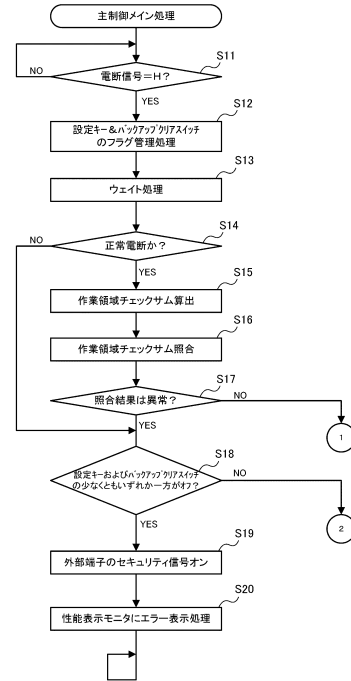 主制御メイン処理
S11
電断信号=H?
NO
YES
S12
設定キー&バックアップクリアスイッチ
のフラグ管理処理
S13
ウェイト処理
S14
正常電断か?
NO
YES
S15
作業領域チェックサム算出
S16
作業領域チェックサム照合
S17
照合結果は異常?
NO
YES
1
S18
設定キーおよびバックアップクリアスイッチ
の少なくともいずれか一方がオフ?
NO
YES
2
S19
外部端子のセキュリティ信号オン
S20
性能表示モニタにエラー表示処理